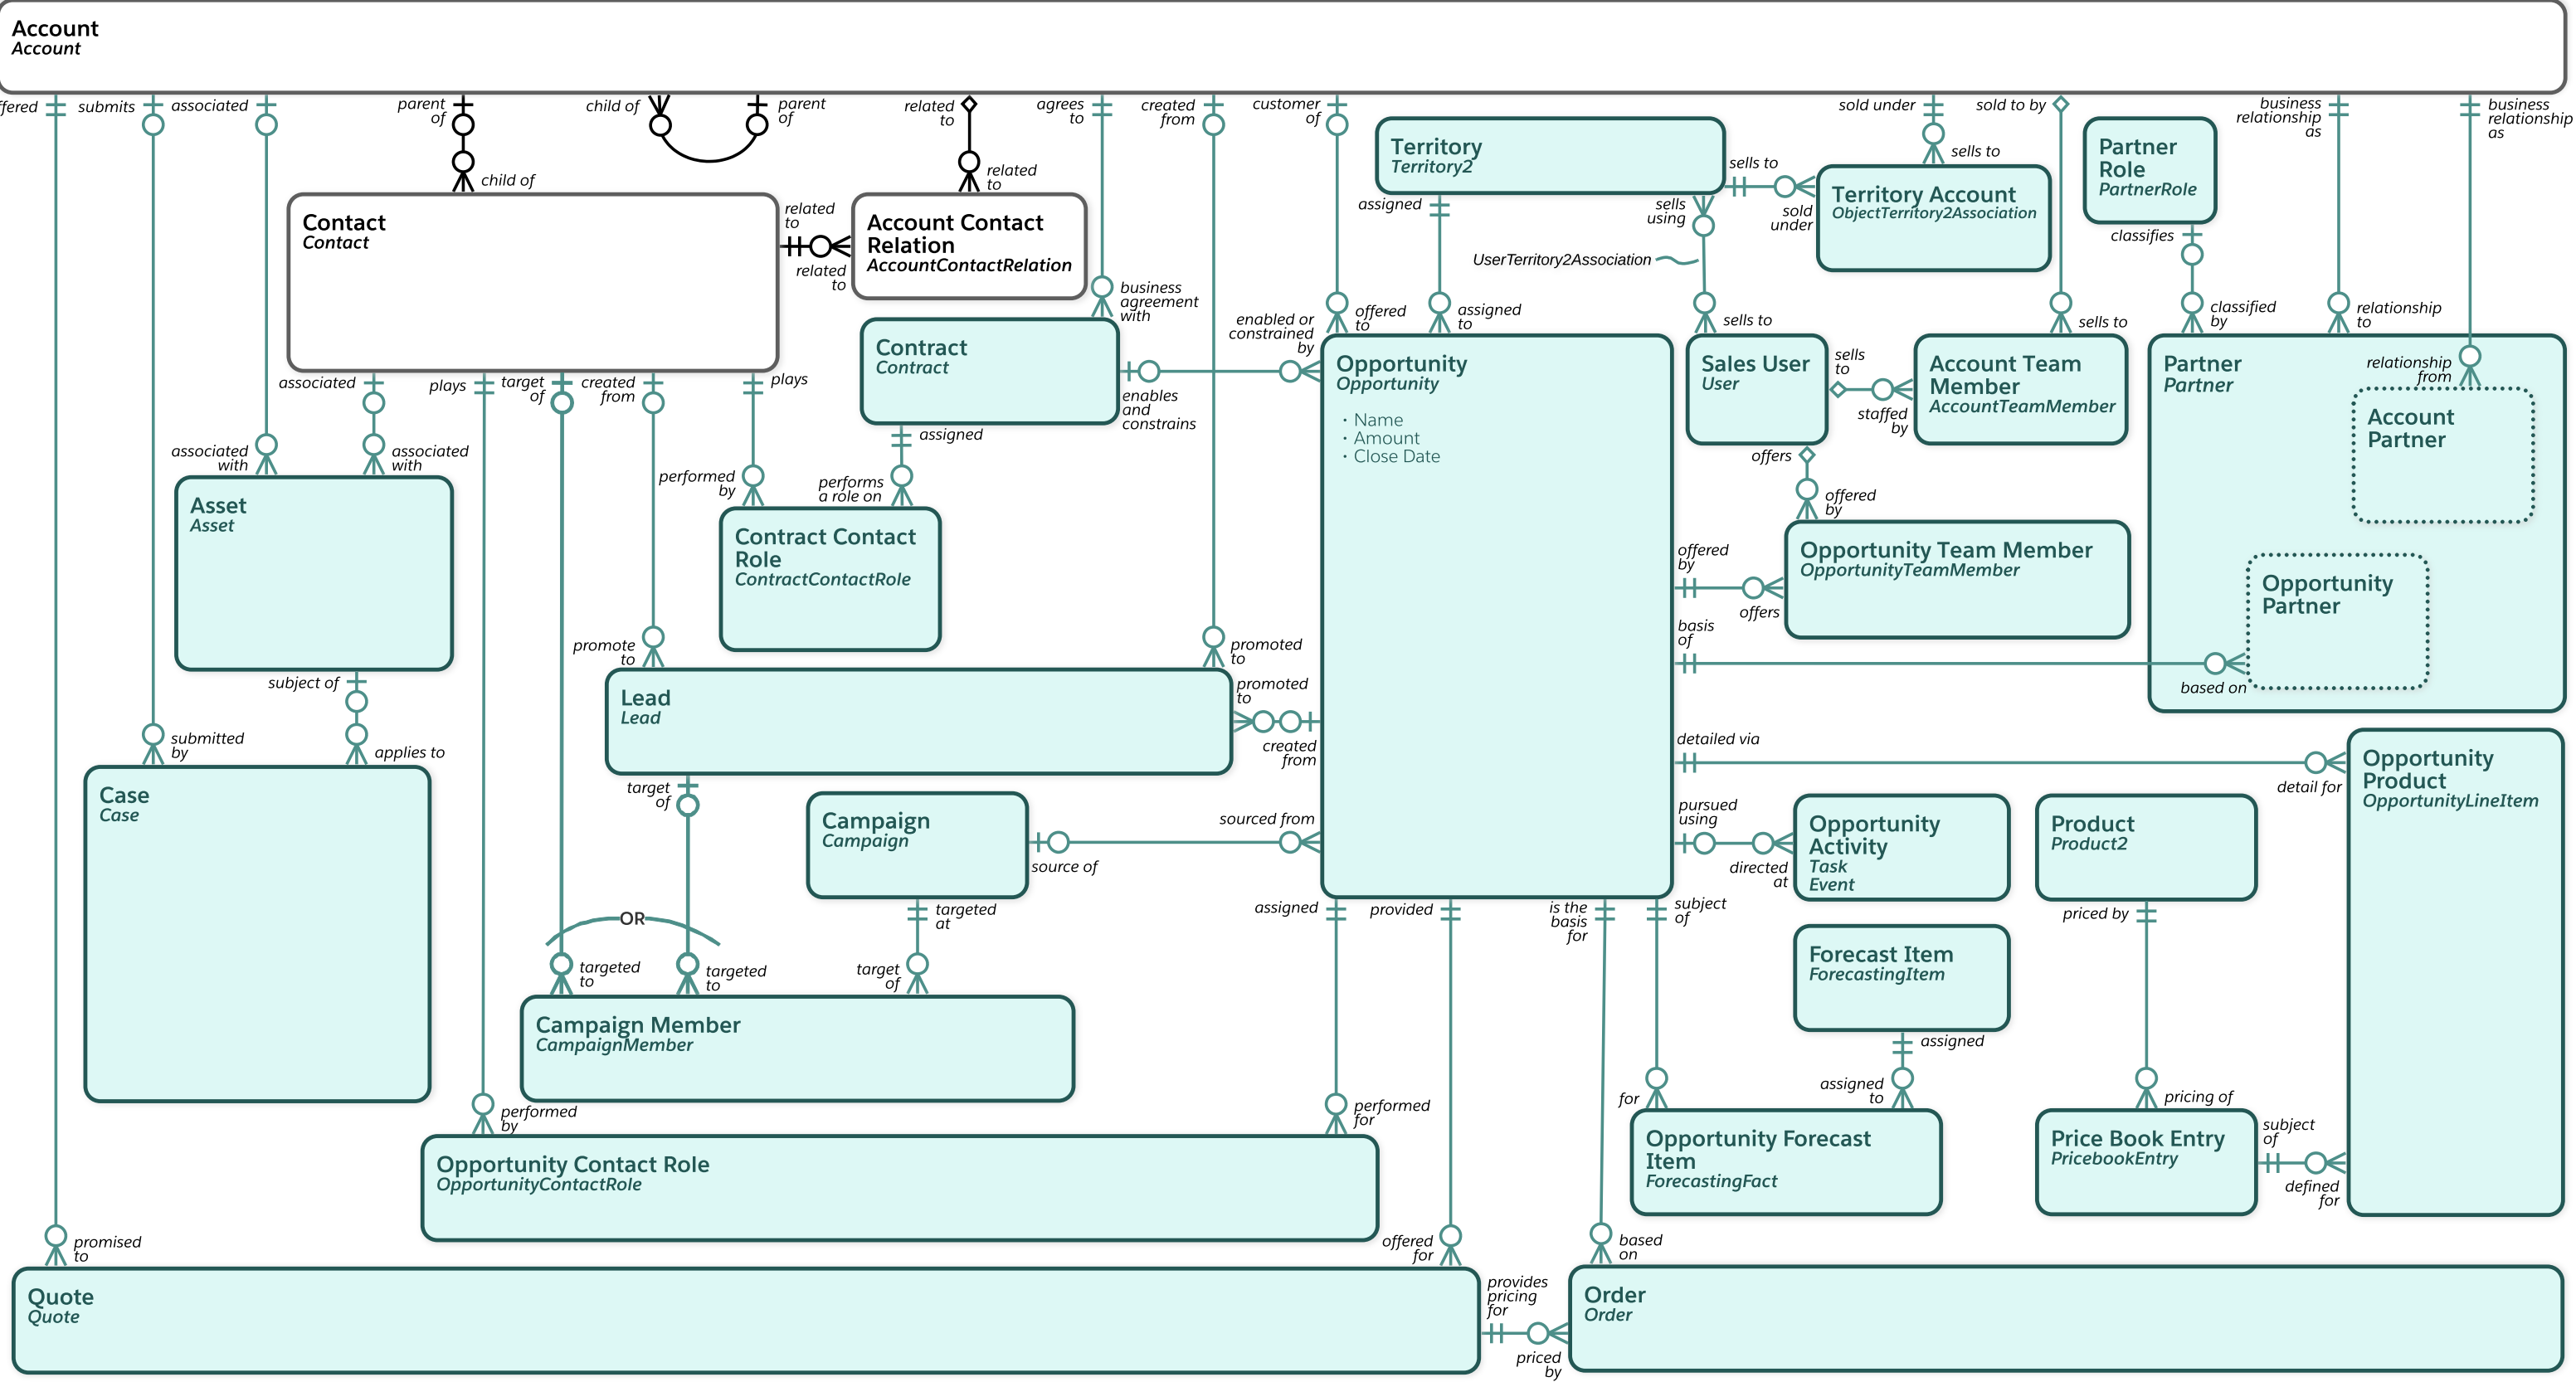 Account
Account
ffered
submits
associated
parent
of
child of
parent
of
related
to
agrees
to
created
from
customer
of
sold under
sold to by
business
relationship
as
business
relationship
as
child of
related
to
sells to
Territory
Territory2
sells to
sold
under
Territory Account
ObjectTerritory2Association
Partner
Role
PartnerRole
Contact
Contact
related
to
related
to
Account Contact
Relation
AccountContactRelation
assigned
sells
using
UserTerritory2Association
classifies
business
agreement
with
enabled or
constrained
by
offered
to
assigned
to
sells to
sells to
classified
by
relationship
to
relationship
from
Contract
Contract
enables
and
constrains
Opportunity
Opportunity
· Name
· Amount
· Close Date
Sales User
User
sells
to
staffed
by
Account Team
Member
AccountTeamMember
Partner
Partner
Account
Partner
associated
plays
target
of
created
from
plays
assigned
offers
offered
by
associated
with
associated
with
performed
by
performs
a role on
Asset
Asset
Contract Contact
Role
ContractContactRole
offered
by
offers
Opportunity Team Member
OpportunityTeamMember
Opportunity
Partner
basis
of
based on
promote
to
promoted
to
subject of
Lead
Lead
promoted
to
created
from
submitted
by
applies to
detailed via
detail for
Opportunity
Product
OpportunityLineItem
Case
Case
target
of
Campaign
Campaign
sourced from
source of
pursued
using
directed
at
Opportunity
Activity
Task
Event
Product
Product2
OR
targeted
at
assigned
provided
is the
basis
for
subject
of
priced by
targeted
to
targeted
to
target
of
Forecast Item
ForecastingItem
Campaign Member
CampaignMember
assigned
performed
by
performed
for
for
assigned
to
pricing of
Opportunity Contact Role
OpportunityContactRole
Opportunity Forecast
Item
ForecastingFact
Price Book Entry
PricebookEntry
subject
of
defined
for
promised
to
offered
for
based
on
Quote
Quote
provides
pricing
for
priced
by
Order
Order